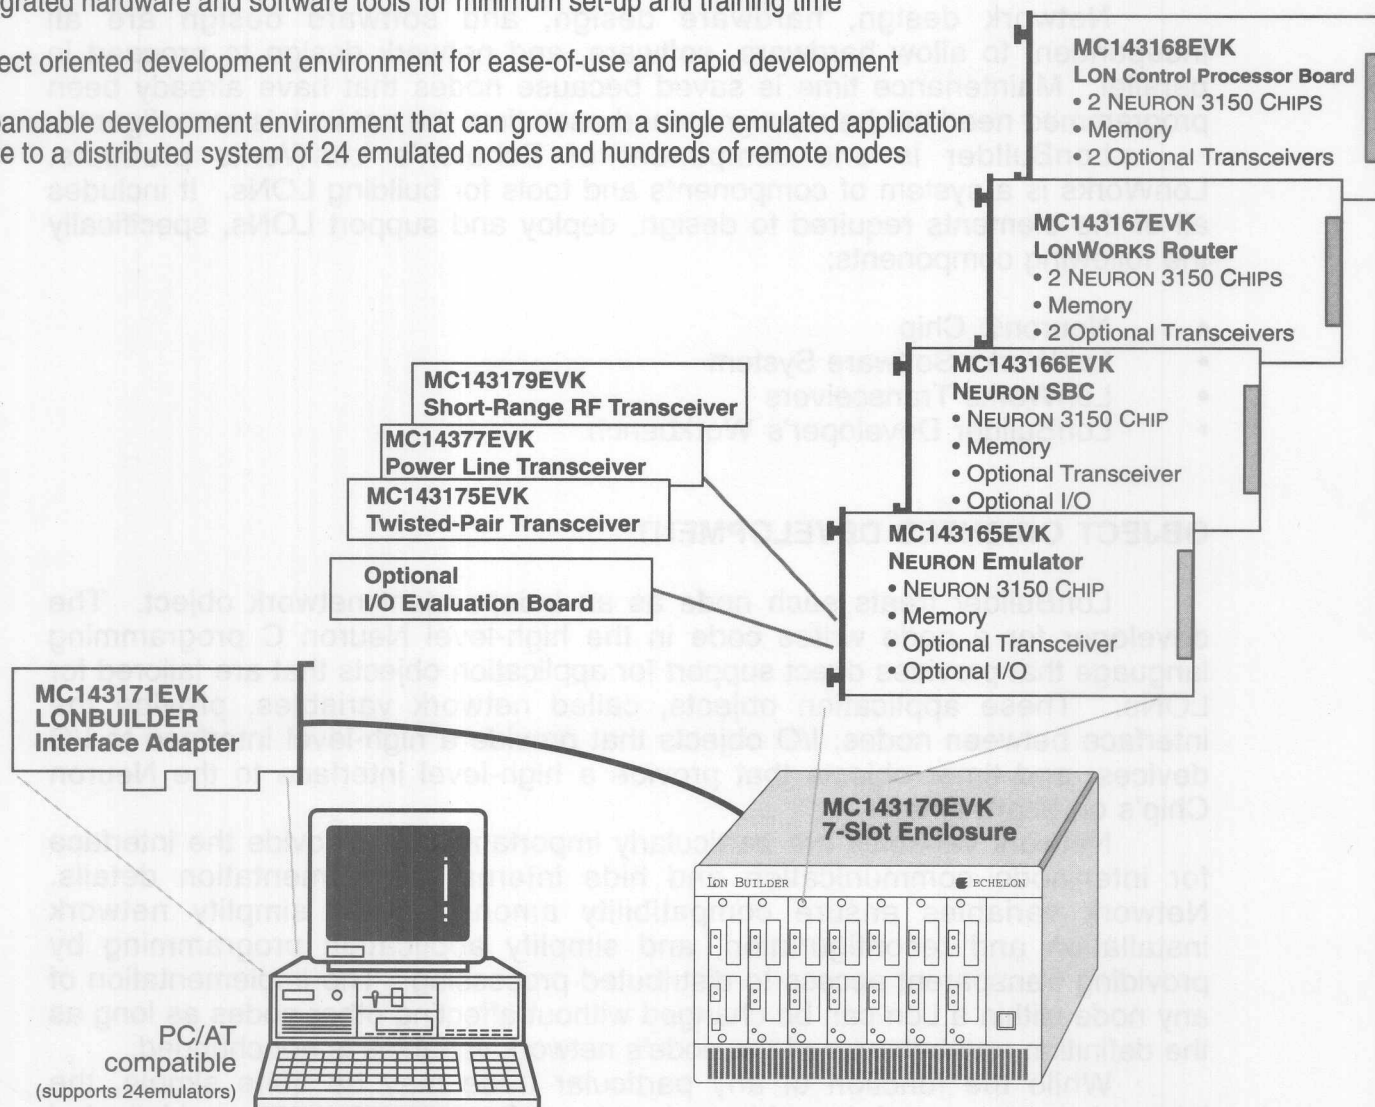 grated hardware and software tools for minimum set-up and training time
ect oriented development environment for ease-of-use and rapid development
pandable development environment that can grow from a single emulated application
e to a distributed system of 24 emulated nodes and hundreds of remote nodes
MC143168EVK
LON Control Processor Board
• 2 NEURON 3150 CHIPS
• Memory
• 2 Optional Transceivers
MC143167EVK
LONWORKS Router
• 2 NEURON 3150 CHIPS
• Memory
• 2 Optional Transceivers
MC143166EVK
NEURON SBC
• NEURON 3150 CHIP
• Memory
• Optional Transceiver
• Optional I/O
MC143179EVK
Short-Range RF Transceiver
MC14377EVK
Power Line Transceiver
MC143175EVK
Twisted-Pair Transceiver
Optional
I/O Evaluation Board
MC143165EVK
NEURON Emulator
• NEURON 3150 CHIP
• Memory
• Optional Transceiver
• Optional I/O
MC143171EVK
LONBUILDER
Interface Adapter
MC143170EVK
7-Slot Enclosure
LON BUILDER
ECHELON
PC/AT
compatible
(supports 24emulators)